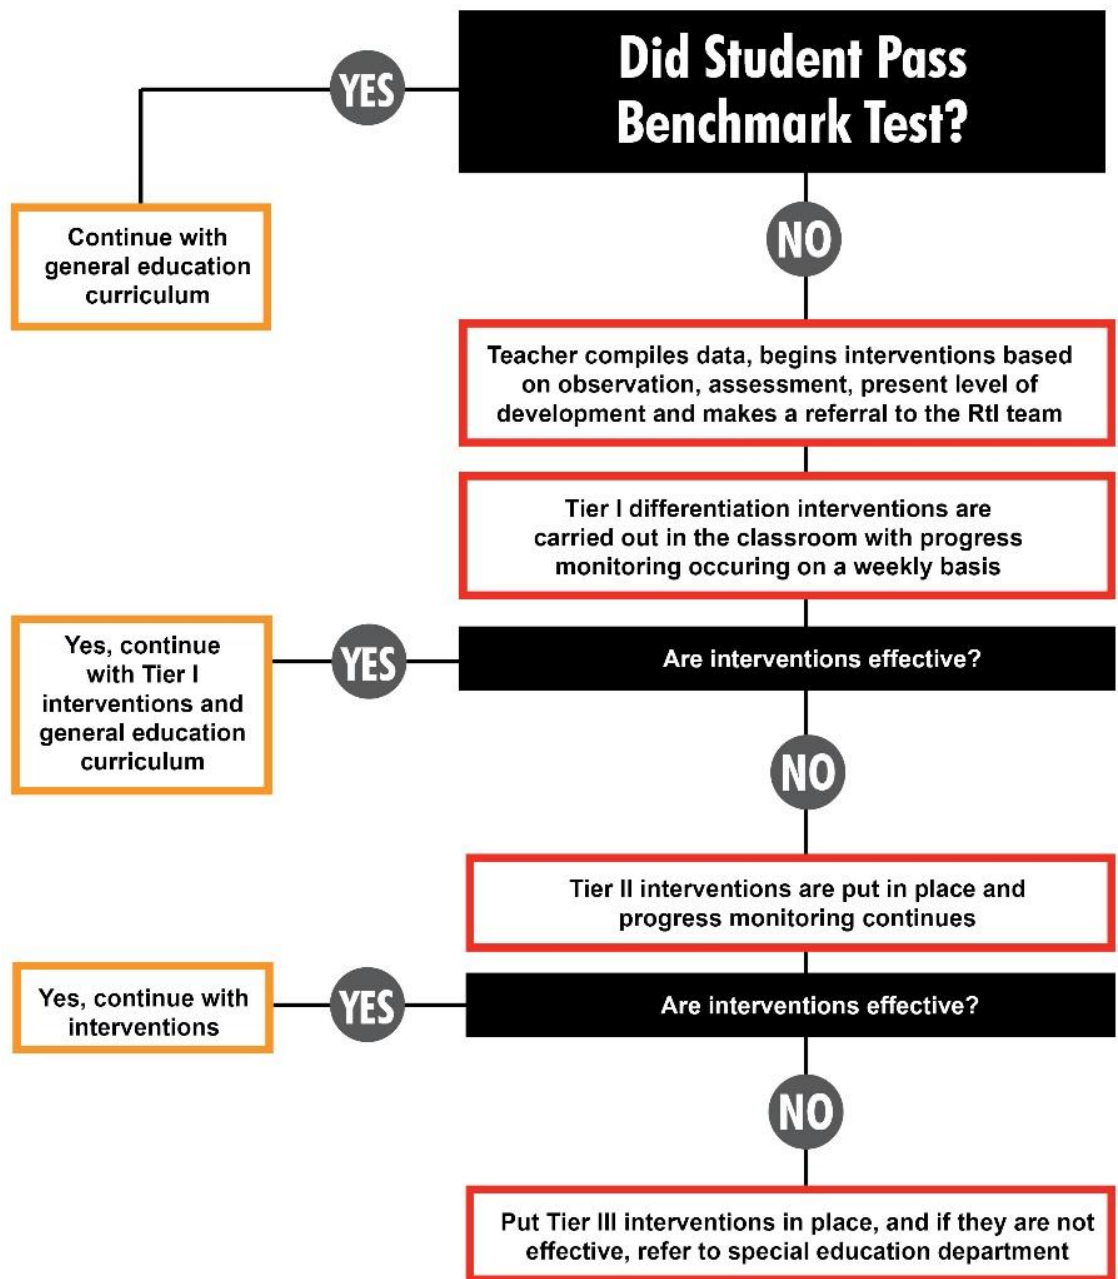 Did Student Pass
Benchmark Test?
YES
NO
Continue with
general education
curriculum
Teacher compiles data, begins interventions based
on observation, assessment, present level of
development and makes a referral to the RtI team
Tier I differentiation interventions are
carried out in the classroom with progress
monitoring occuring on a weekly basis
Are interventions effective?
YES
Yes, continue
with Tier I
interventions and
general education
curriculum
NO
Tier II interventions are put in place and
progress monitoring continues
Are interventions effective?
YES
Yes, continue with
interventions
NO
Put Tier III interventions in place, and if they are not
effective, refer to special education department